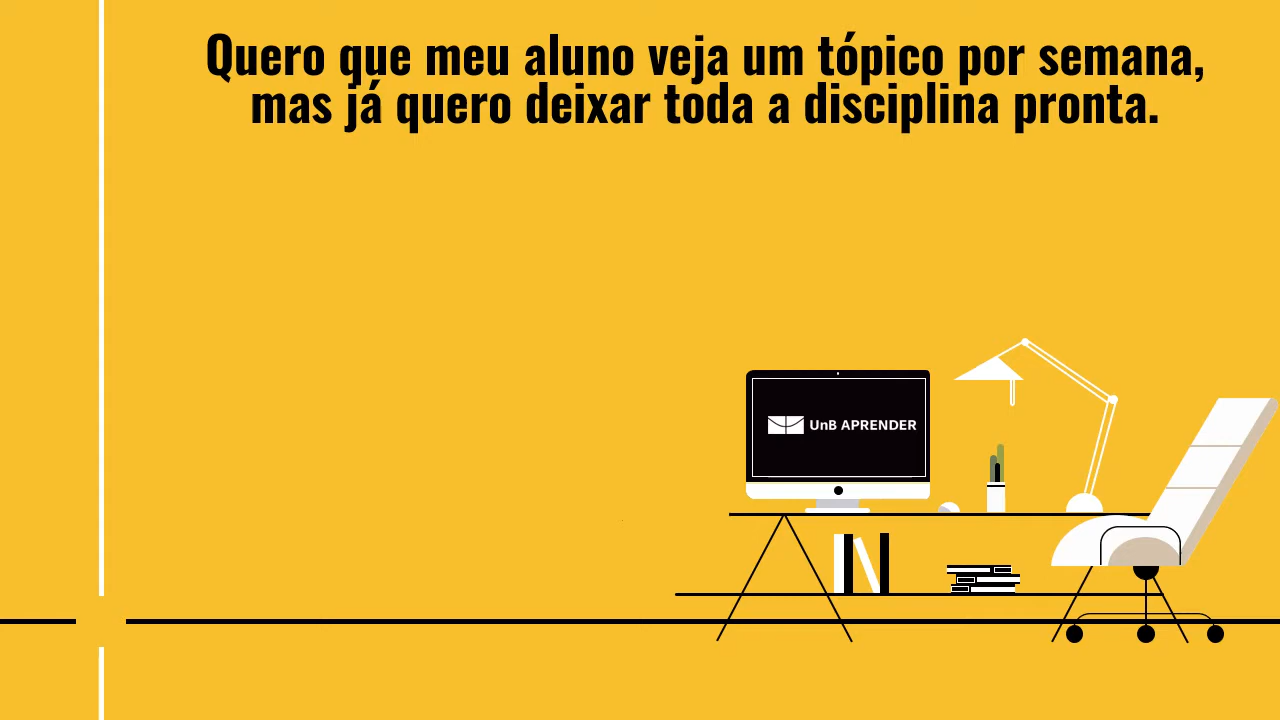 Quero que meu aluno veja um tópico por semana,
mas já quero deixar toda a disciplina pronta.
UnB APRENDER